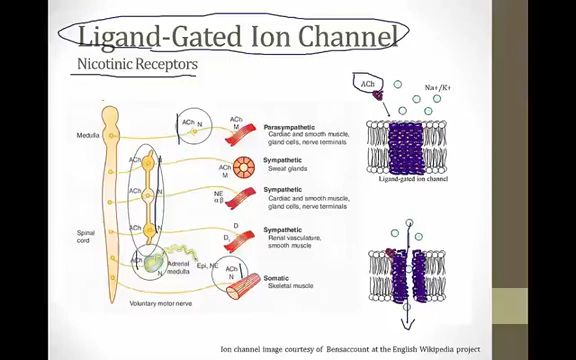 Ligand-Gated Ion Channel
Nicotinic Receptors
ACh
Na+/K+
Ligand-gated ion channel
Medulla
ACh N
ACh
M
Parasympathetic
Cardiac and smooth muscle,
gland cells, nerve terminals
ACh
N
ACh
M
Sympathetic
Sweat glands
ACh
N
NE
α β
Sympathetic
Cardiac and smooth muscle,
gland cells, nerve terminals
Spinal
cord
ACh
N
D
D₁
Sympathetic
Renal vasculature,
smooth muscle
ACh
N
Adrenal
medulla
Epi, NE
ACh
N
Somatic
Skeletal muscle
Voluntary motor nerve
Ion channel image courtesy of Bensaccount at the English Wikipedia project